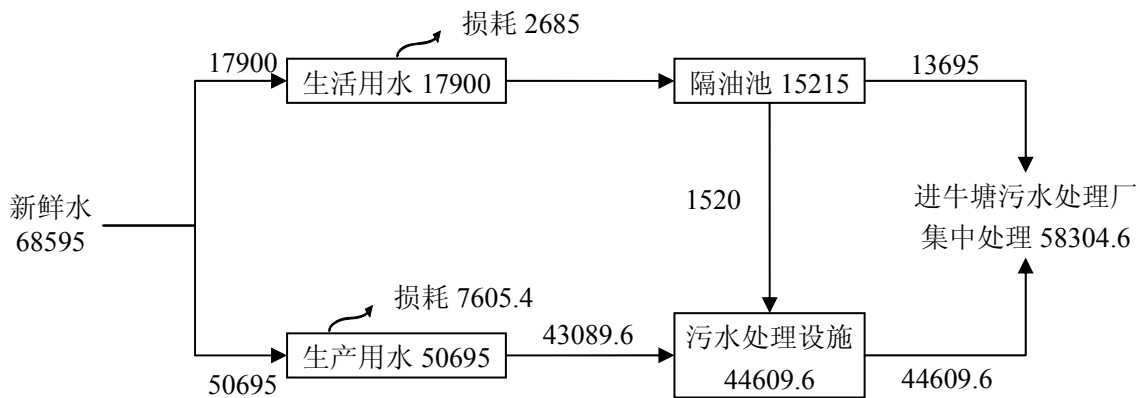 损耗 2685
17900
生活用水 17900
隔油池 15215
13695
新鲜水
68595
1520
进牛塘污水处理厂
集中处理 58304.6
损耗 7605.4
50695
生产用水 50695
43089.6
污水处理设施
44609.6
44609.6